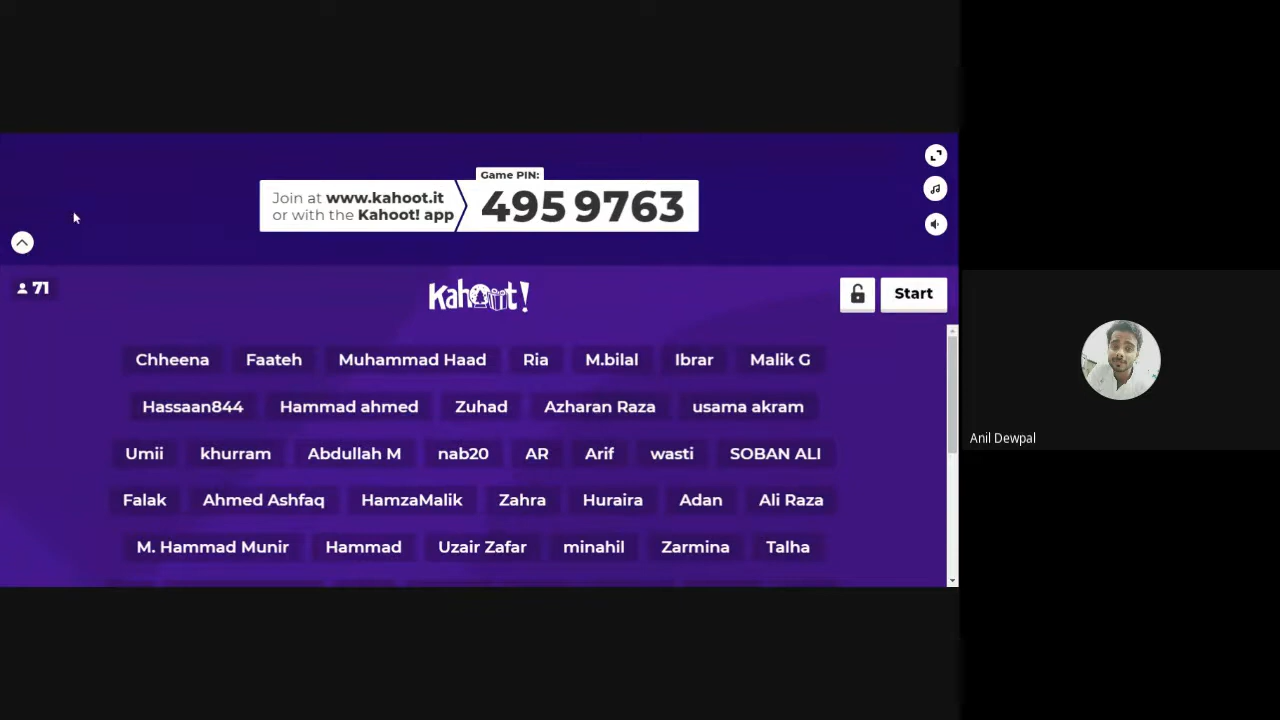 Game PIN:
Join at www.kahoot.it
or with the Kahoot! app
495 9763
71
Kahoot!
Start
Chheena Faateh Muhammad Haad Ria M.bilal Ibrar Malik G
Hassaan844 Hammad ahmed Zuhad Azharan Raza usama akram
Umii khurram Abdullah M nab20 AR Arif wasti SOBAN ALI
Falak Ahmed Ashfaq HamzaMalik Zahra Huraira Adan Ali Raza
M. Hammad Munir Hammad Uzair Zafar minahil Zarmina Talha
Anil Dewpal